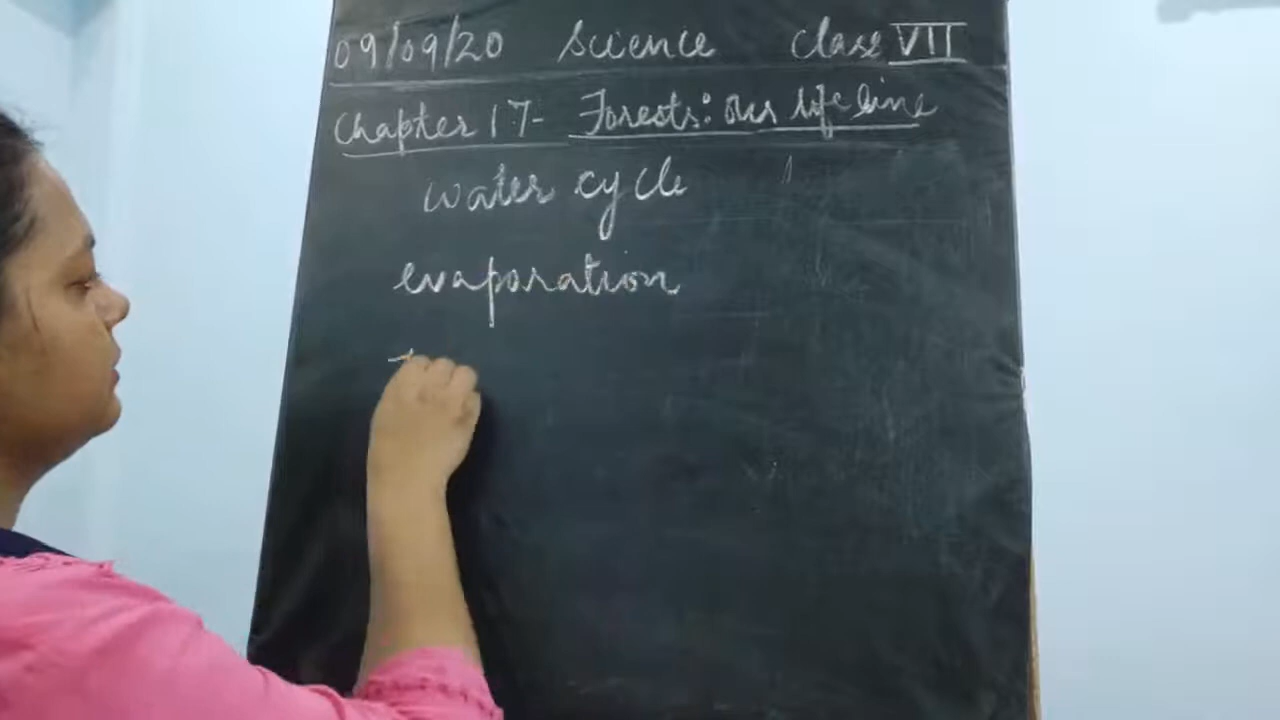 09/09/20 Science Class VII
Chapter 17- Forests: Our life line
water cycle
evaporation